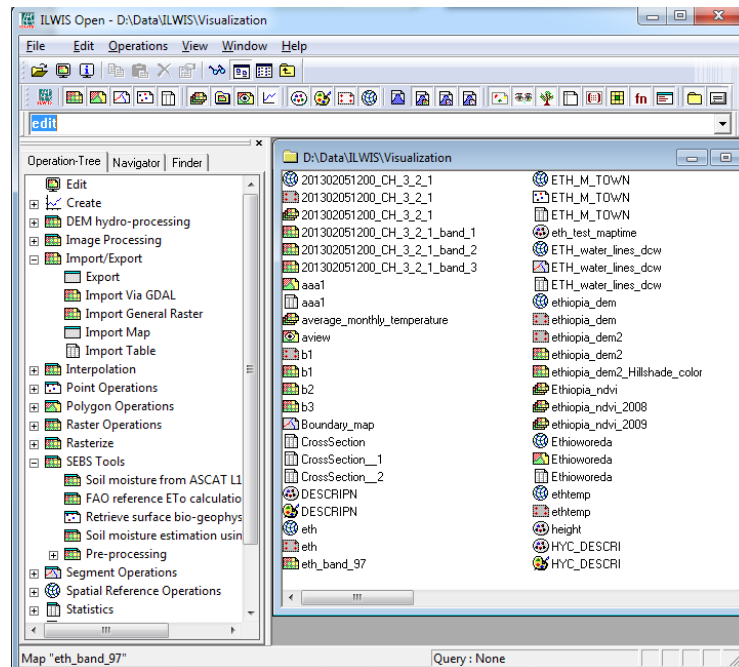 ILWIS Open - D:\Data\ILWIS\Visualization
File Edit Operations View Window Help
fn
edit
Operation-Tree Navigator Finder
Edit
Create
DEM hydro-processing
Image Processing
Import/Export
Export
Import Via GDAL
Import General Raster
Import Map
Import Table
Interpolation
Point Operations
Polygon Operations
Raster Operations
Rasterize
SEBS Tools
Soil moisture from ASCAT L1
FAO reference ETo calculatio
Retrieve surface bio-geophys
Soil moisture estimation usin
Pre-processing
Segment Operations
Spatial Reference Operations
Statistics
D:\Data\ILWIS\Visualization
201302051200_CH_3_2_1
201302051200_CH_3_2_1
201302051200_CH_3_2_1
201302051200_CH_3_2_1_band_1
201302051200_CH_3_2_1_band_2
201302051200_CH_3_2_1_band_3
aaa1
aaa1
average_monthly_temperature
aview
b1
b1
b2
b3
Boundary_map
CrossSection
CrossSection__1
CrossSection__2
DESCRIPN
DESCRIPN
eth
eth
eth_band_97
ETH_M_TOWN
ETH_M_TOWN
ETH_M_TOWN
eth_test_maptime
ETH_water_lines_dcw
ETH_water_lines_dcw
ETH_water_lines_dcw
ethiopia_dem
ethiopia_dem
ethiopia_dem2
ethiopia_dem2
ethiopia_dem2_Hillshade_color
Ethiopia_ndvi
ethiopia_ndvi_2008
ethiopia_ndvi_2009
Ethioworeda
Ethioworeda
Ethioworeda
ethtemp
ethtemp
height
HYC_DESCRI
HYC_DESCRI
Map "eth_band_97"
Query : None